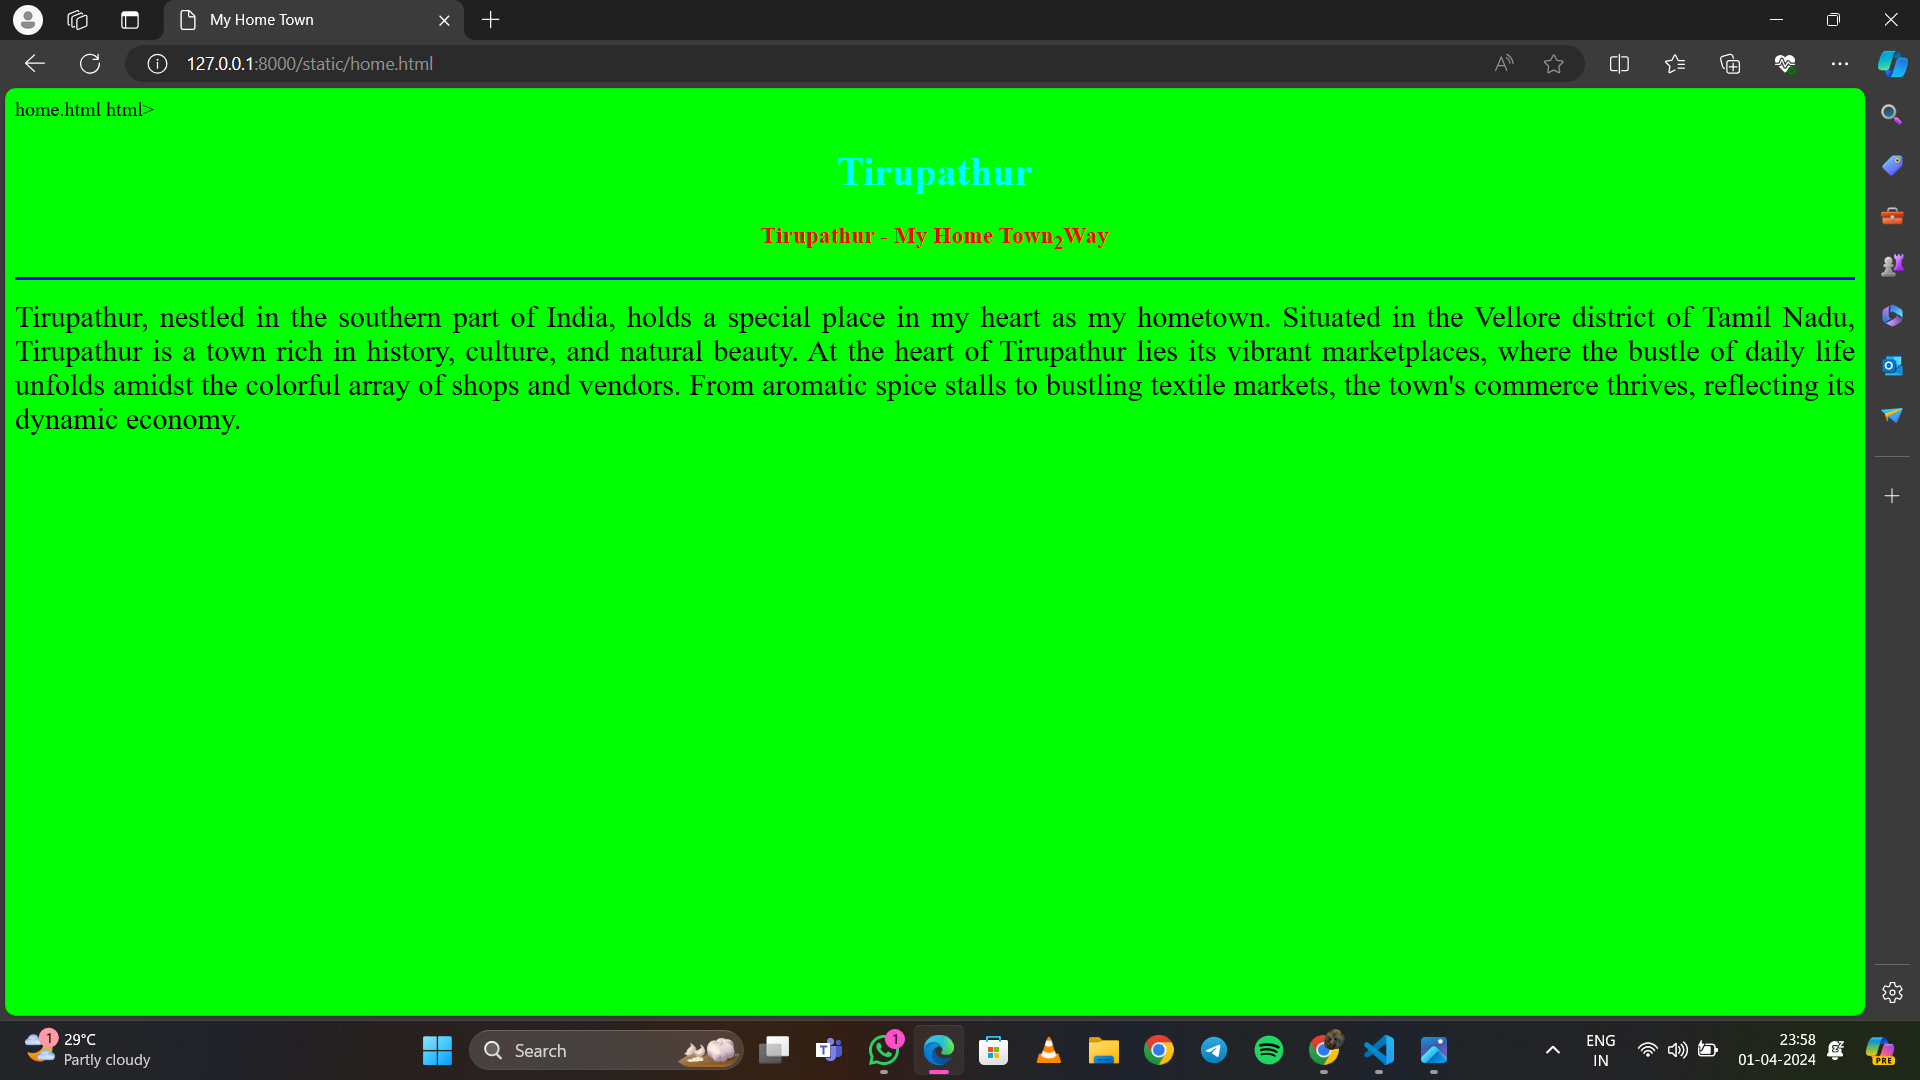 My Home Town
127.0.0.1:8000/static/home.html
home.html html>
Tirupathur
Tirupathur - My Home Town2Way
Tirupathur, nestled in the southern part of India, holds a special place in my heart as my hometown. Situated in the Vellore district of Tamil Nadu,
Tirupathur is a town rich in history, culture, and natural beauty. At the heart of Tirupathur lies its vibrant marketplaces, where the bustle of daily life
unfolds amidst the colorful array of shops and vendors. From aromatic spice stalls to bustling textile markets, the town's commerce thrives, reflecting its
dynamic economy.
1
29°C
Partly cloudy
Search
1
ENG
IN
23:58
01-04-2024
PRE